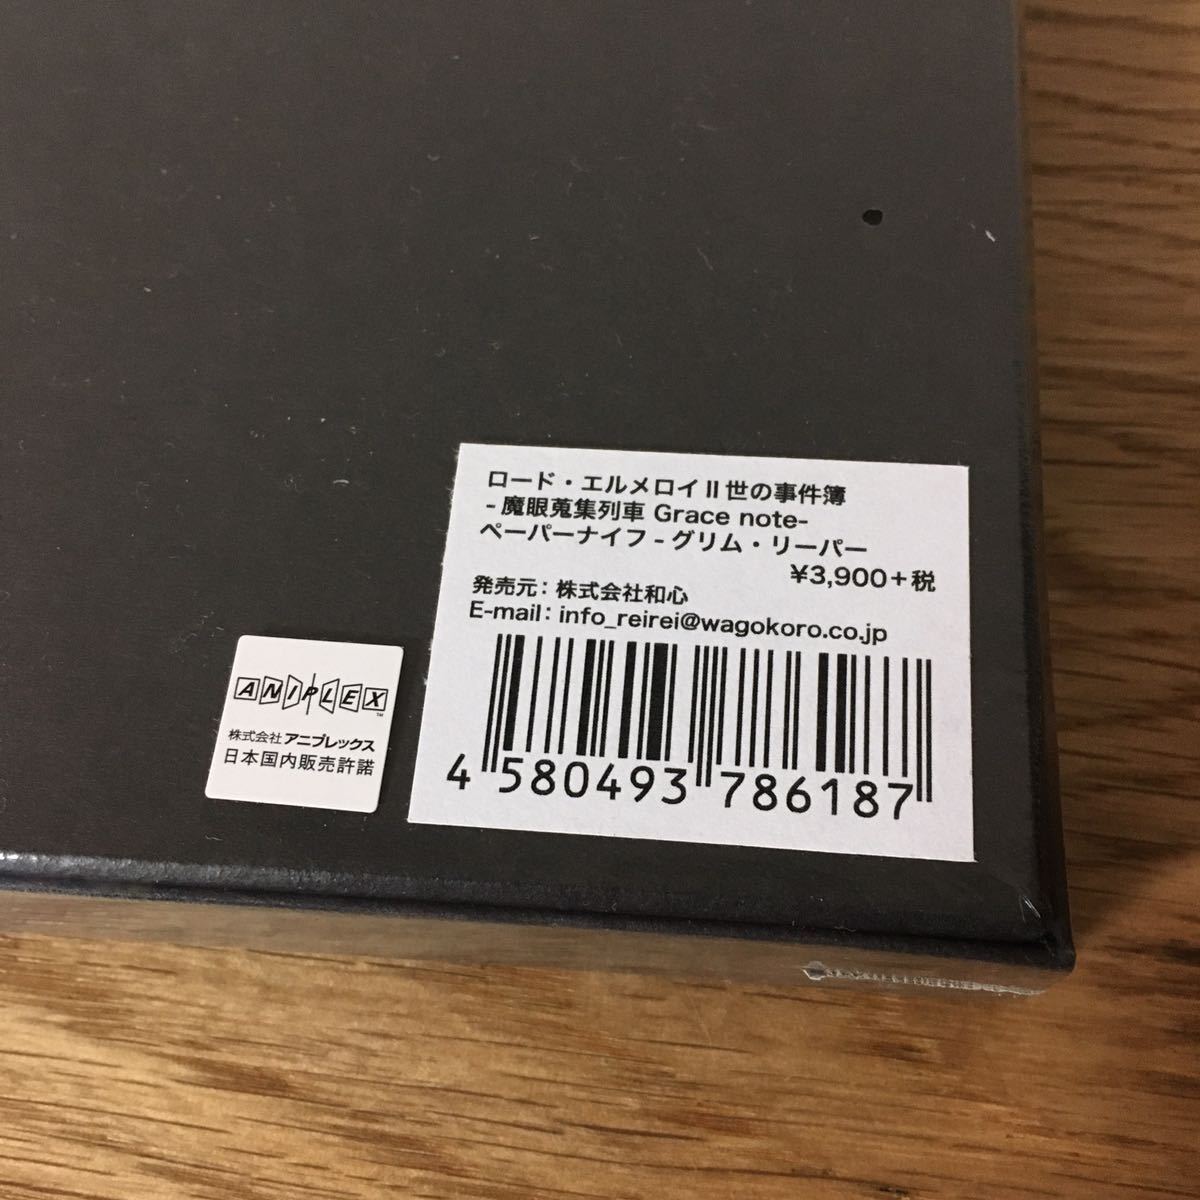 ロード・エルメロイⅡ世の事件簿
-魔眼蒐集列車 Grace note-
ペーパーナイフ-グリム・リーパー
¥3,900+税
発売元：株式会社和心
E-mail：info_reirei@wagokoro.co.jp
4 580493 786187
ANIPLEX™
株式会社アニプレックス
日本国内販売許諾